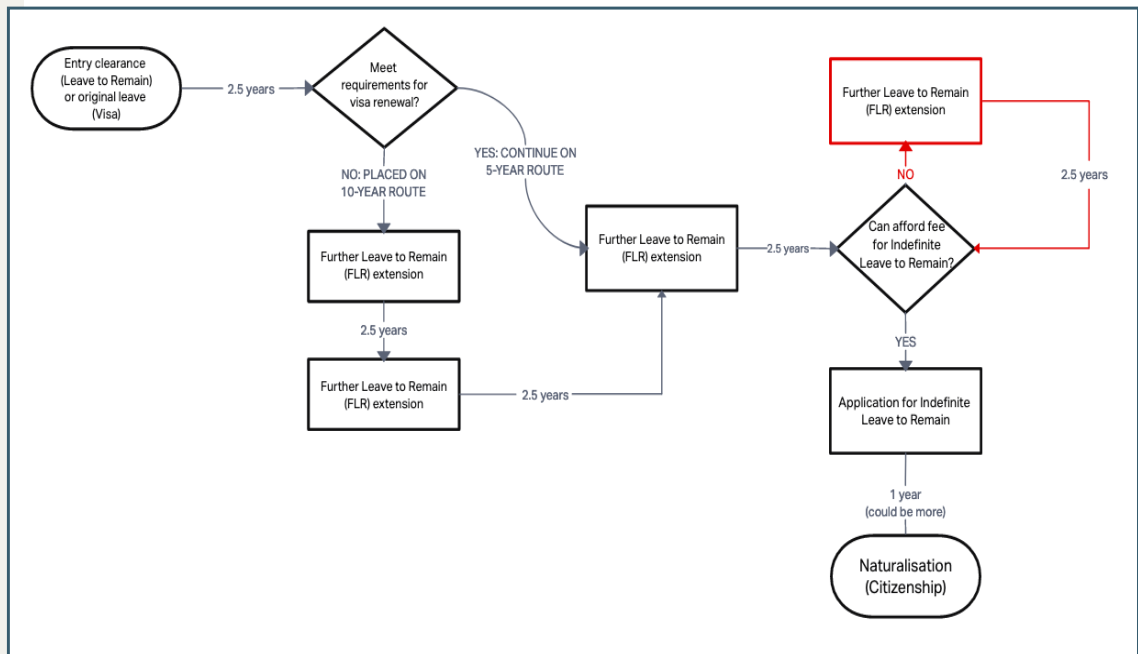 Entry clearance
(Leave to Remain)
or original leave
(Visa)
2.5 years
Meet
requirements for
visa renewal?
YES: CONTINUE ON
5-YEAR ROUTE
NO: PLACED ON
10-YEAR ROUTE
Further Leave to Remain
(FLR) extension
2.5 years
Further Leave to Remain
(FLR) extension
2.5 years
Further Leave to Remain
(FLR) extension
2.5 years
Can afford fee
for Indefinite
Leave to Remain?
NO
Further Leave to Remain
(FLR) extension
2.5 years
YES
Application for Indefinite
Leave to Remain
1 year
(could be more)
Naturalisation
(Citizenship)